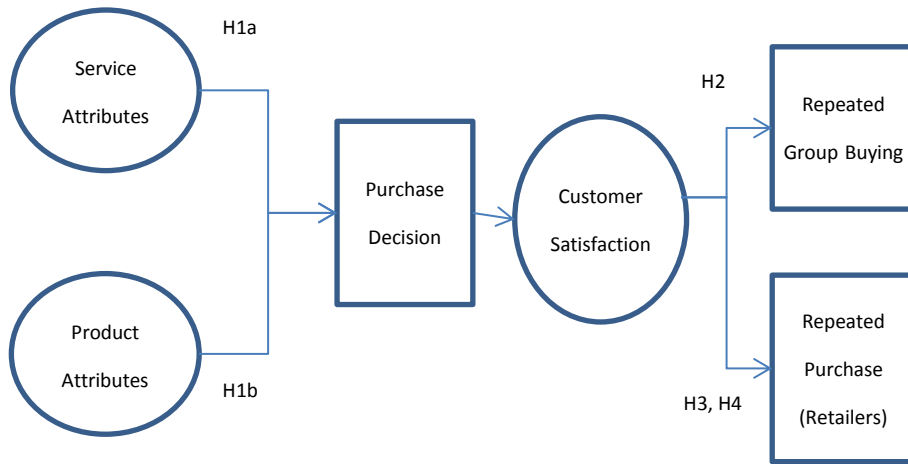 H1a
Service
Attributes
Purchase
Decision
Customer
Satisfaction
H2
Repeated
Group Buying
Product
Attributes
H1b
H3, H4
Repeated
Purchase
(Retailers)